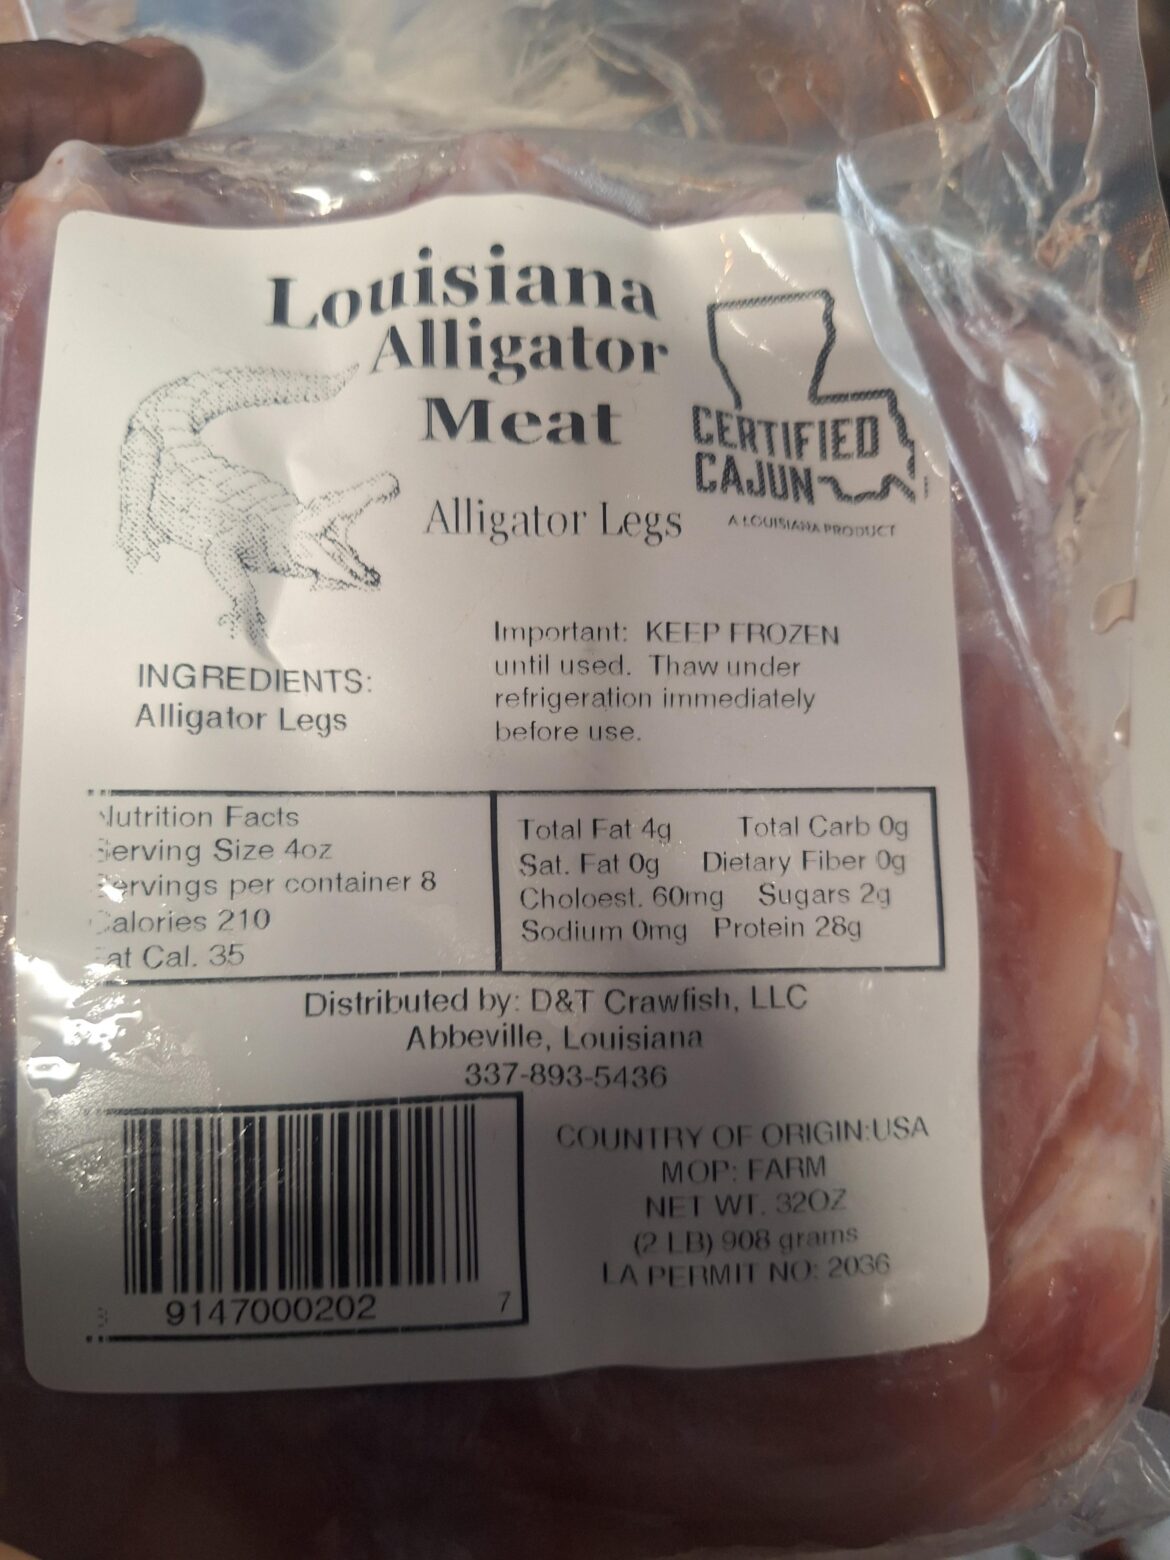 Louisiana
Alligator
Meat
Alligator Legs
CERTIFIED
CAJUN
A LOUISIANA PRODUCT
Important: KEEP FROZEN
until used. Thaw under
refrigeration immediately
before use.
INGREDIENTS:
Alligator Legs
Nutrition Facts
Serving Size 4oz
Servings per container 8
Calories 210
Fat Cal. 35
Total Fat 4g Total Carb 0g
Sat. Fat 0g Dietary Fiber 0g
Choloest. 60mg Sugars 2g
Sodium 0mg Protein 28g
Distributed by: D&T Crawfish, LLC
Abbeville, Louisiana
337-893-5436
9147000202 7
COUNTRY OF ORIGIN:USA
MOP: FARM
NET WT. 32OZ
(2 LB) 908 grams
LA PERMIT NO: 2036